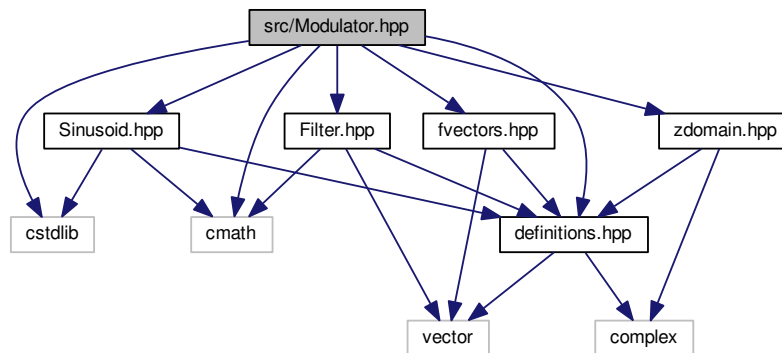 src/Modulator.hpp
Sinusoid.hpp
Filter.hpp
fvectors.hpp
zdomain.hpp
cstdlib
cmath
definitions.hpp
vector
complex